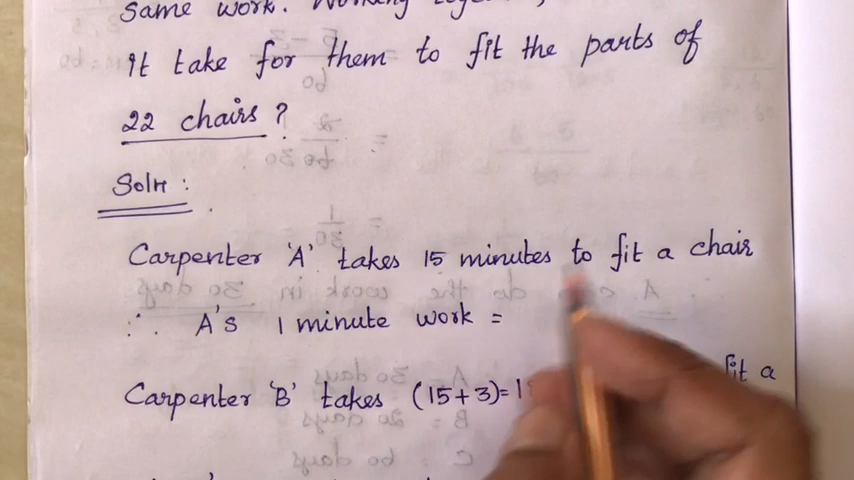 same work. Working
it take for them to fit the parts of
22 chairs ?
Soln :
Carpenter 'A' takes 15 minutes to fit a chair
∴ A's 1 minute work =
Carpenter 'B' takes (15+3)=1 fit a